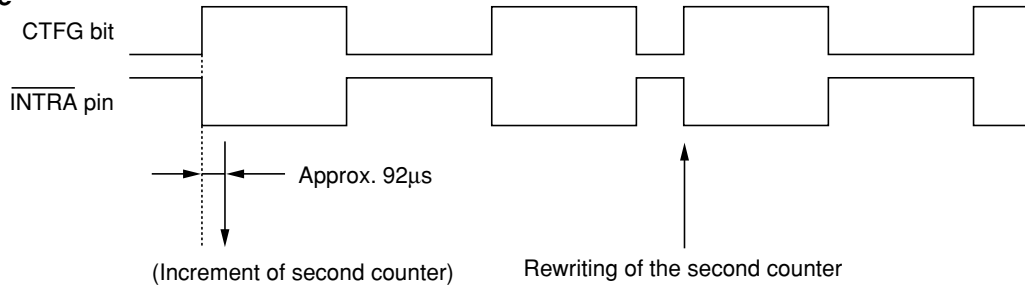 CTFG bit
INTRA pin
Approx. 92μs
(Increment of second counter)
Rewriting of the second counter